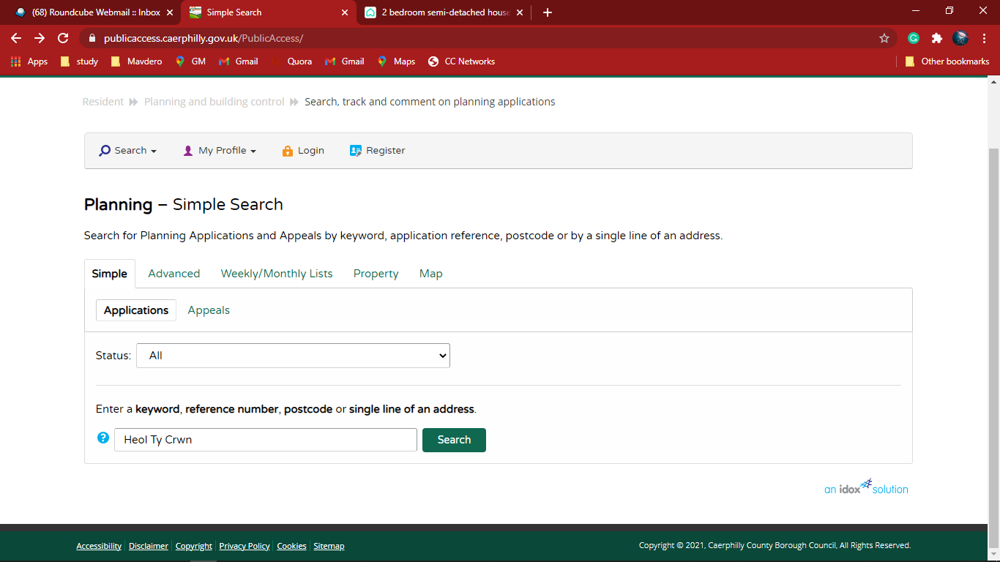 (68) Roundcube Webmail :: Inbox
Simple Search
2 bedroom semi-detached house
publicaccess.caerphilly.gov.uk/PublicAccess/
Apps study Mavdero GM Gmail Quora Gmail Maps CC Networks Other bookmarks
Resident Planning and building control Search, track and comment on planning applications
Search My Profile Login Register
Planning – Simple Search
Search for Planning Applications and Appeals by keyword, application reference, postcode or by a single line of an address.
Simple Advanced Weekly/Monthly Lists Property Map
Applications Appeals
Status: All
Enter a keyword, reference number, postcode or single line of an address.
? Heol Ty Crwn Search
an idox solution
Accessibility Disclaimer Copyright Privacy Policy Cookies Sitemap
Copyright © 2021, Caerphilly County Borough Council, All Rights Reserved.